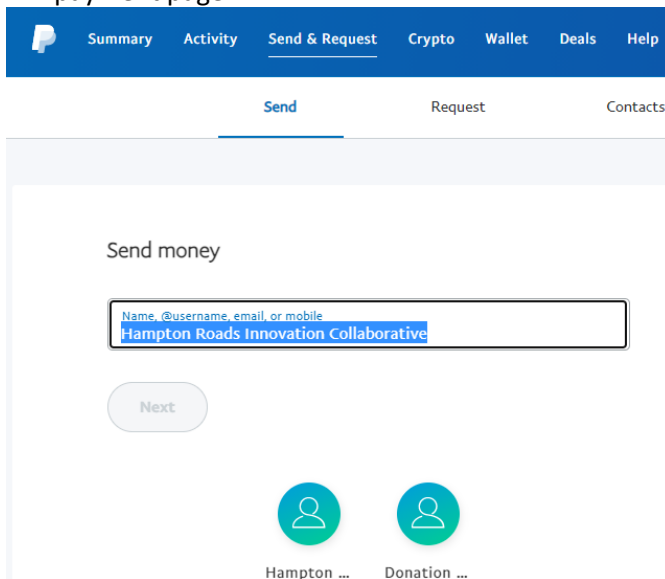 Summary Activity Send & Request Crypto Wallet Deals Help
Send Request Contacts
Send money
Name, @username, email, or mobile
Hampton Roads Innovation Collaborative
Next
Hampton ... Donation ...